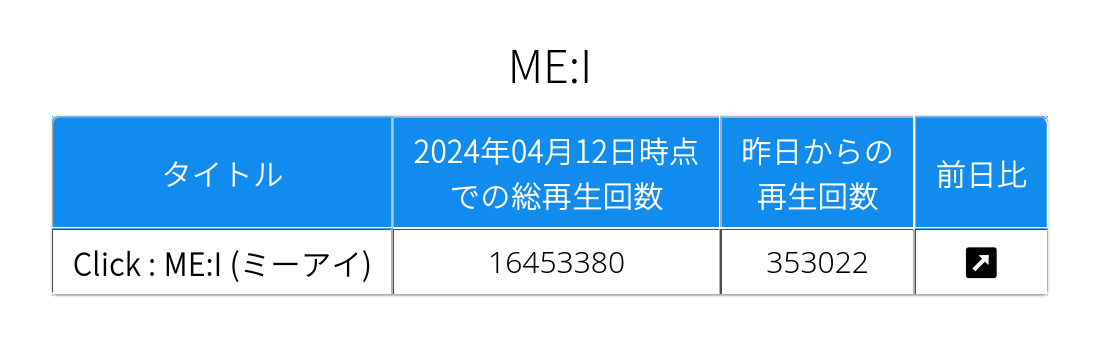 ME:I
タイトル
2024年04月12日時点
での総再生回数
昨日からの
再生回数
前日比
Click : ME:I (ミーアイ)
16453380
353022